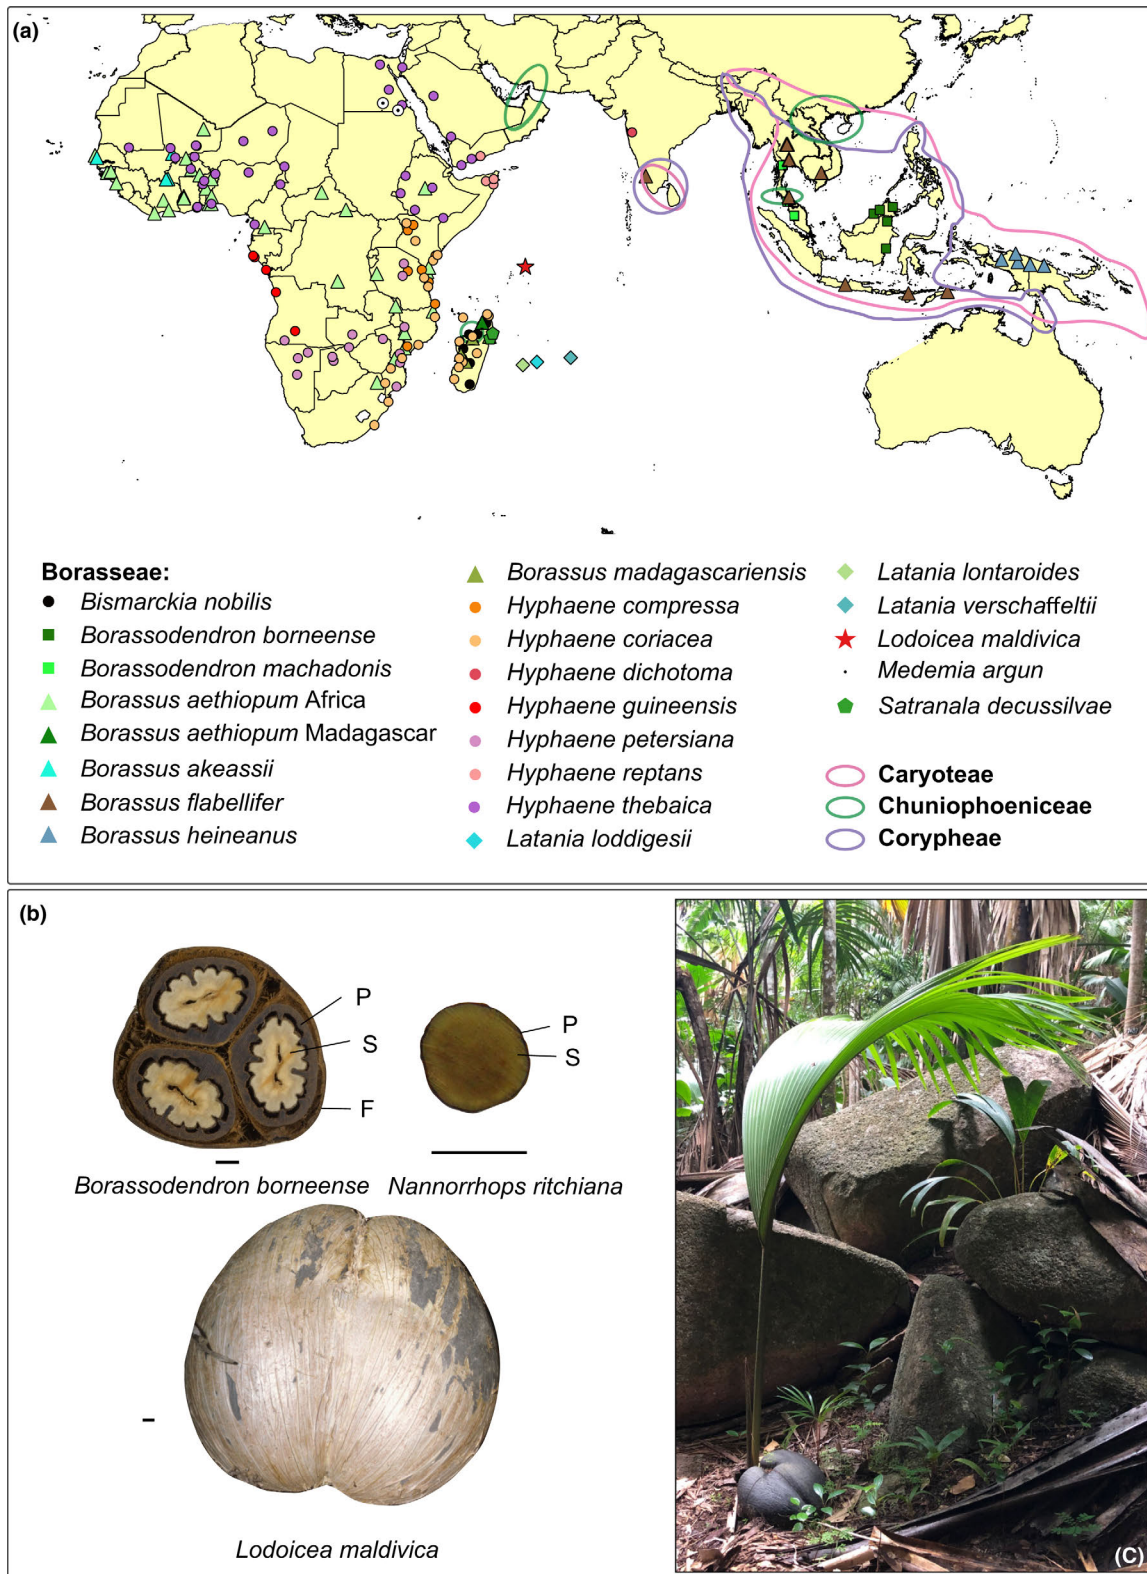 (a)
Borasseae:
Bismarckia nobilis
Borassodendron borneense
Borassodendron machadonis
Borassus aethiopum Africa
Borassus aethiopum Madagascar
Borassus akeassii
Borassus flabellifer
Borassus heineanus
Borassus madagascariensis
Hyphaene compressa
Hyphaene coriacea
Hyphaene dichotoma
Hyphaene guineensis
Hyphaene petersiana
Hyphaene reptans
Hyphaene thebaica
Latania loddigesii
Latania lontaroides
Latania verschaffeltii
Lodoicea maldivica
Medemia argun
Satranala decussilvae
Caryoteae
Chuniophoeniceae
Corypheae
(b)
P
S
F
P
S
Borassodendron borneense
Nannorrhops ritchiana
Lodoicea maldivica
(C)